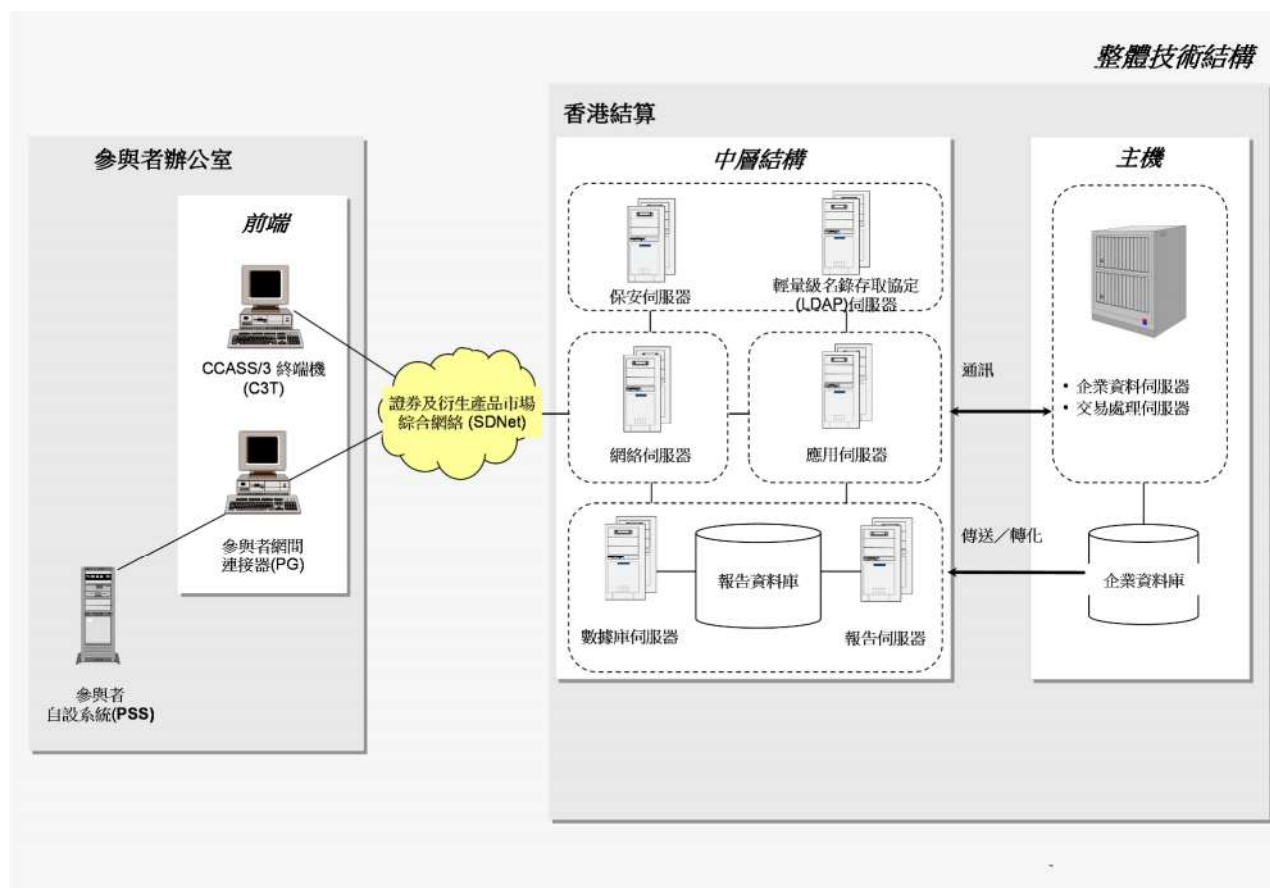 整體技術結構
參與者辦公室
前端
CCASS/3 終端機
(C3T)
參與者網間
連接器(PG)
參與者
自設系統(PSS)
證券及衍生產品市場
綜合網絡 (SDNet)
香港結算
中層結構
保安伺服器
輕量級名錄存取協定
(LDAP)伺服器
網絡伺服器
應用伺服器
數據庫伺服器
報告資料庫
報告伺服器
通訊
傳送／轉化
主機
• 企業資料伺服器
• 交易處理伺服器
企業資料庫